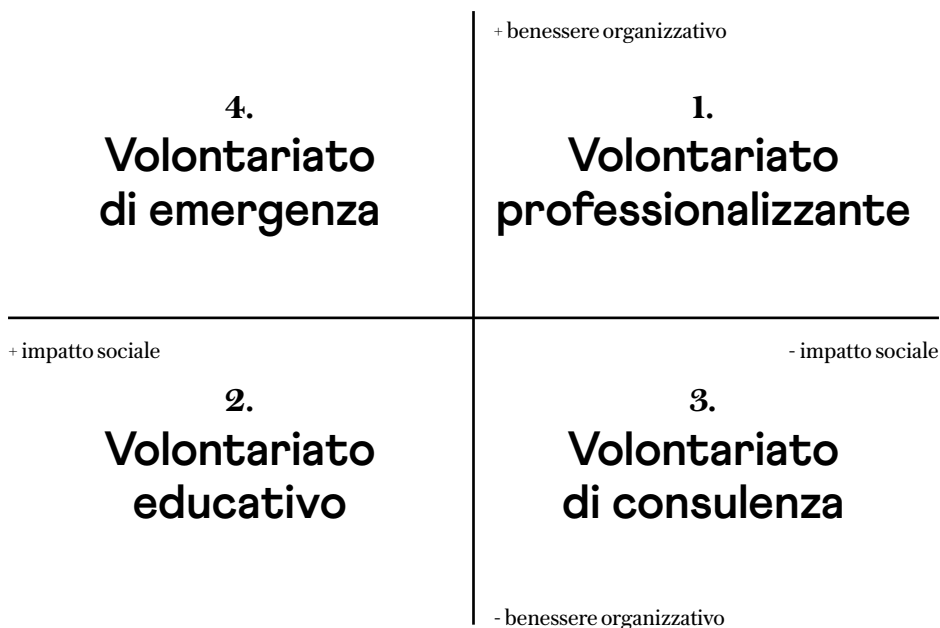 + benessere organizzativo
4.
Volontariato
di emergenza
1.
Volontariato
professionalizzante
+ impatto sociale
- impatto sociale
2.
Volontariato
educativo
3.
Volontariato
di consulenza
- benessere organizzativo